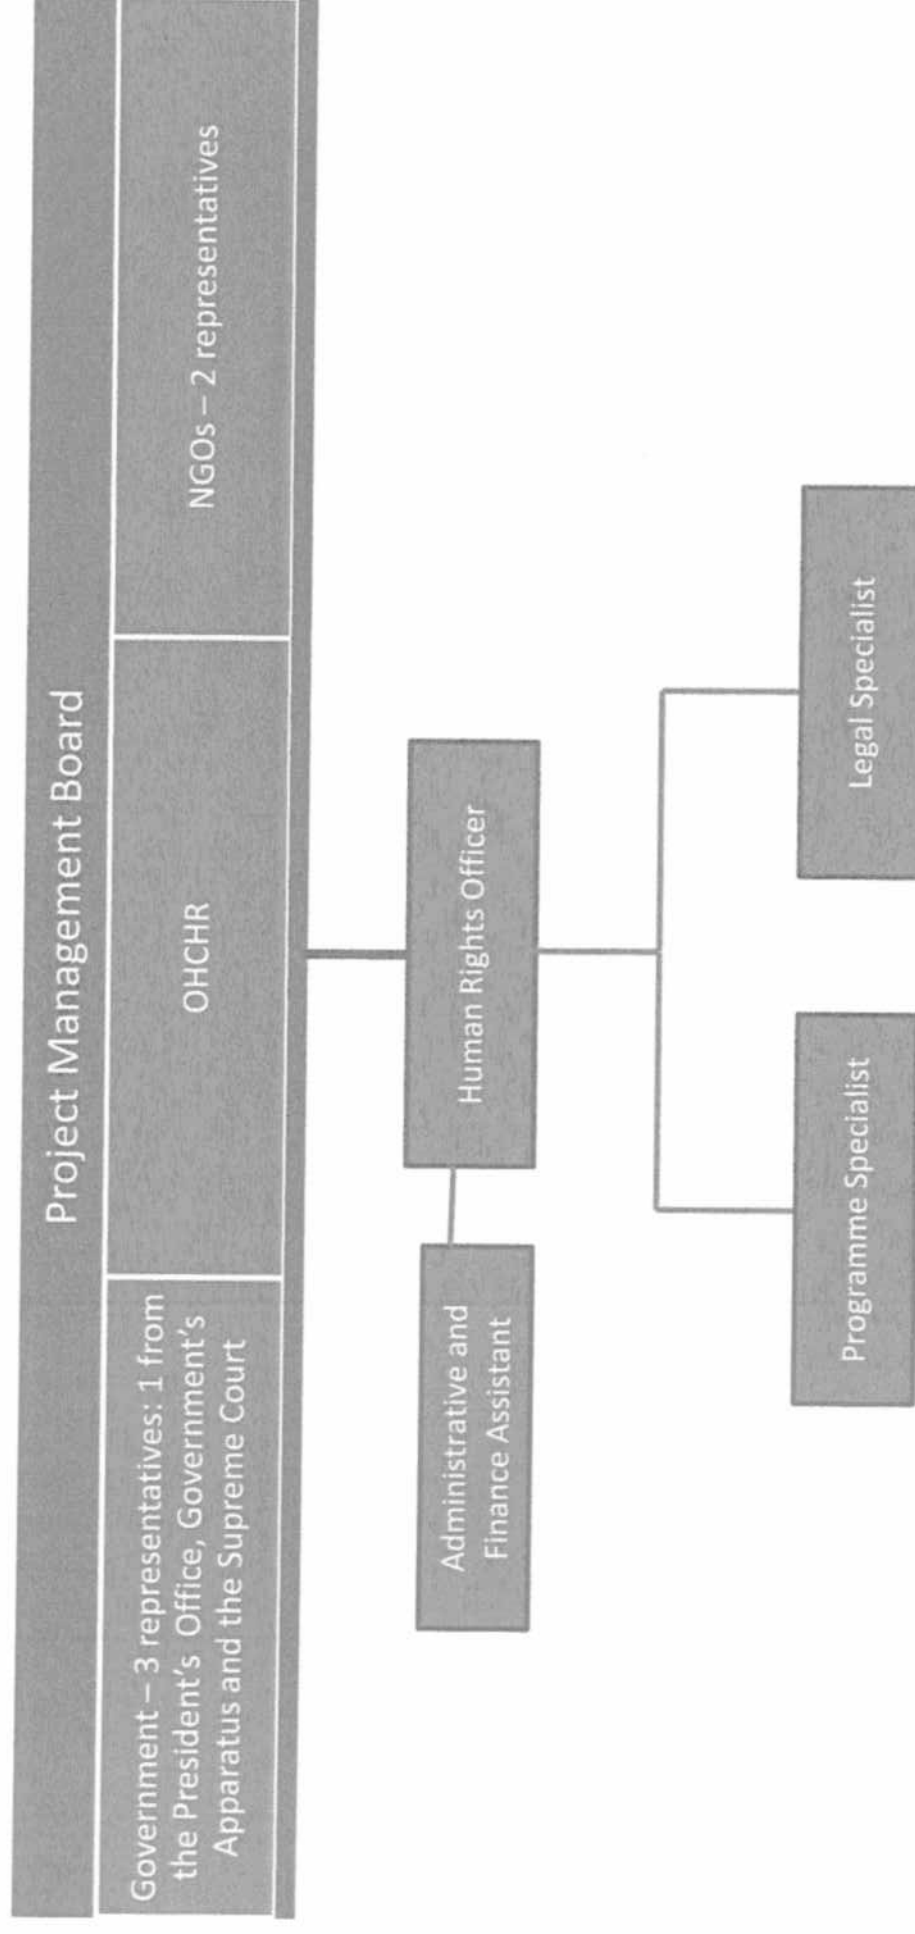 Project Management Board
Government – 3 representatives: 1 from
the President's Office, Government's
Apparatus and the Supreme Court
OHCHR
NGOs – 2 representatives
Administrative and
Finance Assistant
Human Rights Officer
Programme Specialist
Legal Specialist